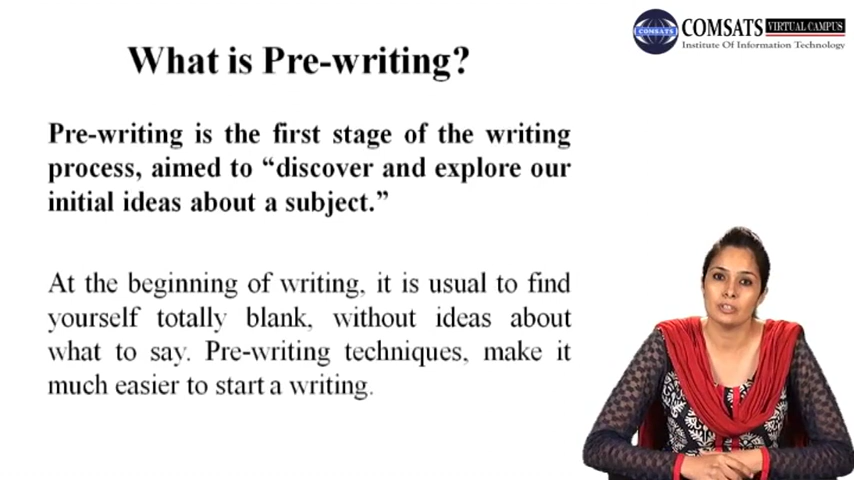 COMSATS VIRTUAL CAMPUS
COMSATS
Institute Of Information Technology
What is Pre-writing?
Pre-writing is the first stage of the writing
process, aimed to “discover and explore our
initial ideas about a subject.”
At the beginning of writing, it is usual to find
yourself totally blank, without ideas about
what to say. Pre-writing techniques, make it
much easier to start a writing.